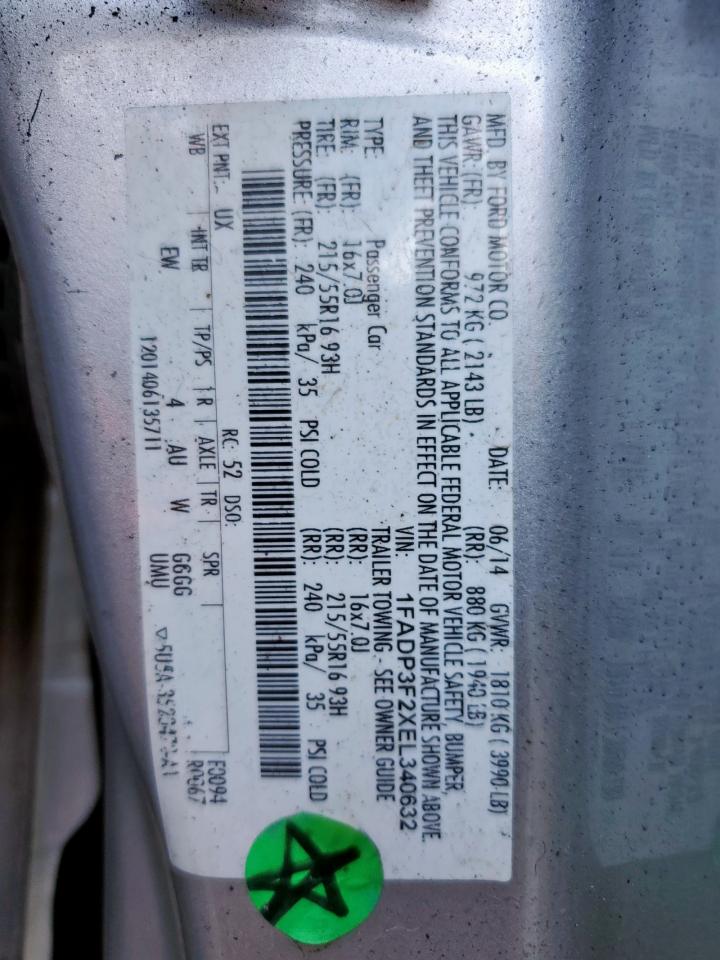 MFD BY FORD MOTOR CO. DATE: 06/14 GVWR: 1810 KG ( 3990 LB)
GAWR: (FR): 972 KG ( 2143 LB) (RR): 880 KG ( 1940 LB)
THIS VEHICLE CONFORMS TO ALL APPLICABLE FEDERAL MOTOR VEHICLE SAFETY, BUMPER,
AND THEFT PREVENTION STANDARDS IN EFFECT ON THE DATE OF MANUFACTURE SHOWN ABOVE.
VIN: 1FADP3F2XEL340632
TYPE: Passenger Car TRAILER TOWING - SEE OWNER GUIDE
RIM: (FR): 16x7.0J (RR): 16x7.0J
TIRE: (FR): 215/55R16 93H (RR): 215/55R16 93H
PRESSURE (FR): 240 kPa/ 35 PSI COLD (RR): 240 kPa/ 35 PSI COLD
EXT PNT: UX RC: 52 DSO: F0094
WB INT TR TP/PS R AXLE TR SPR
EW 4 AU W G6GG
UMU
1201406135711